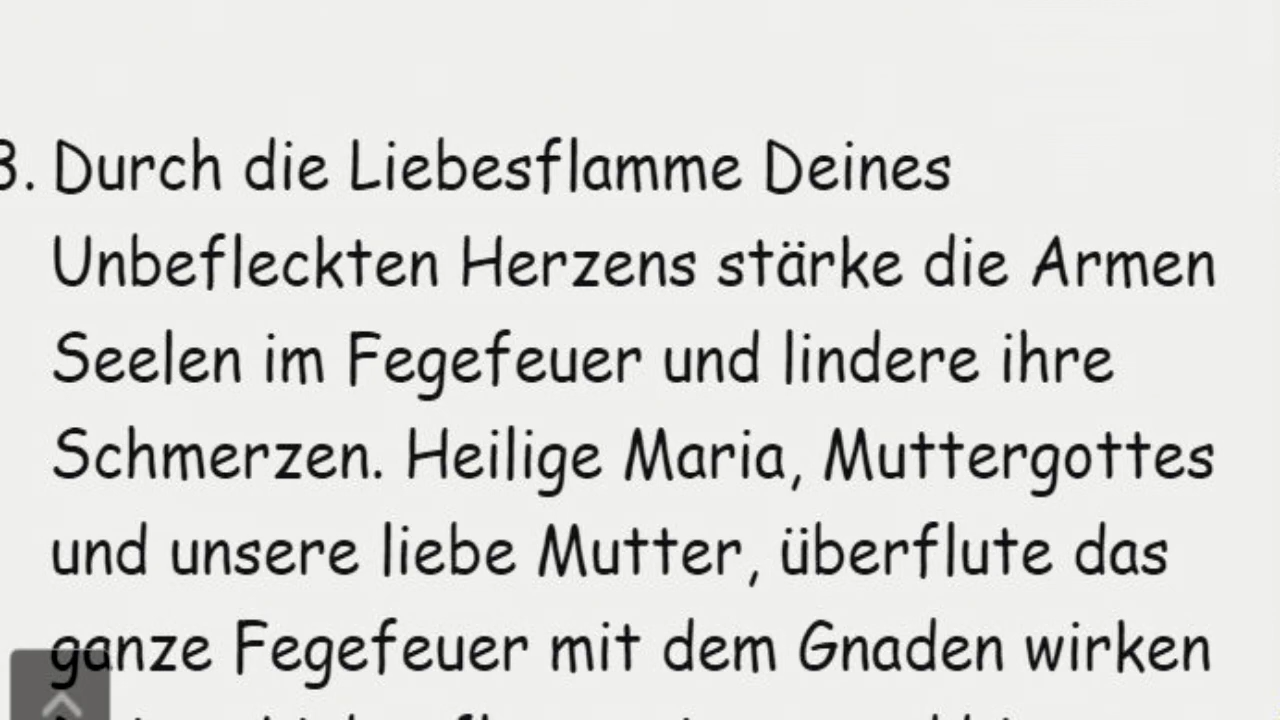 3. Durch die Liebesflamme Deines
Unbefleckten Herzens stärke die Armen
Seelen im Fegefeuer und lindere ihre
Schmerzen. Heilige Maria, Muttergottes
und unsere liebe Mutter, überflute das
ganze Fegefeuer mit dem Gnaden wirken